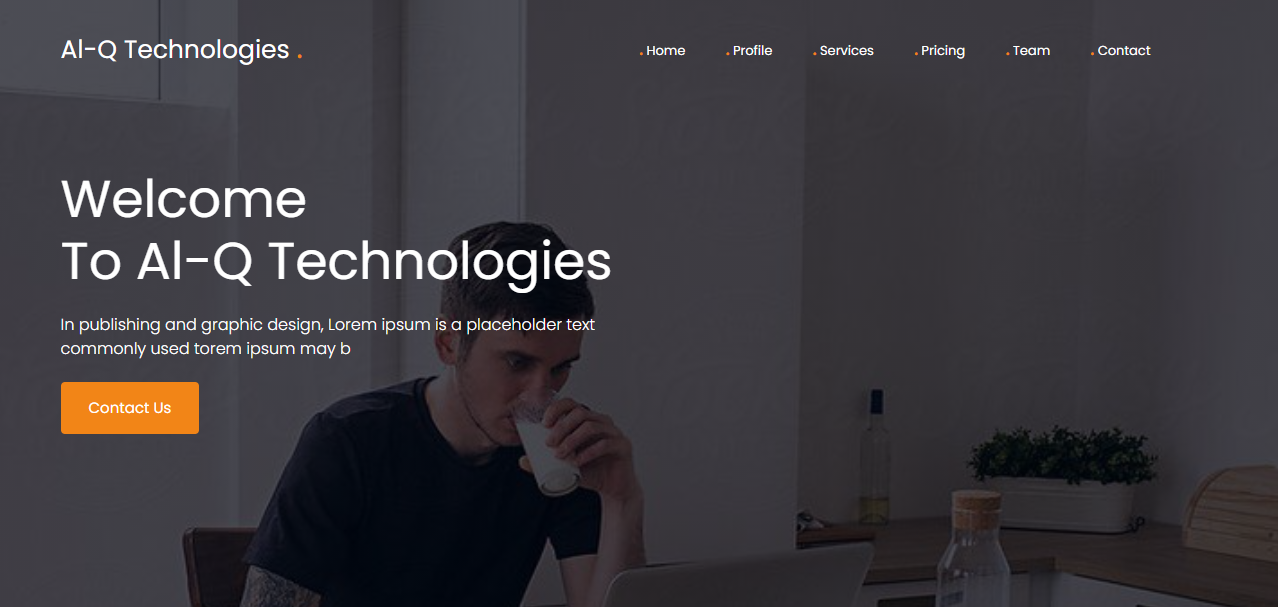 Al-Q Technologies .
. Home . Profile . Services . Pricing . Team . Contact
Welcome
To Al-Q Technologies
In publishing and graphic design, Lorem ipsum is a placeholder text
commonly used torem ipsum may b
Contact Us